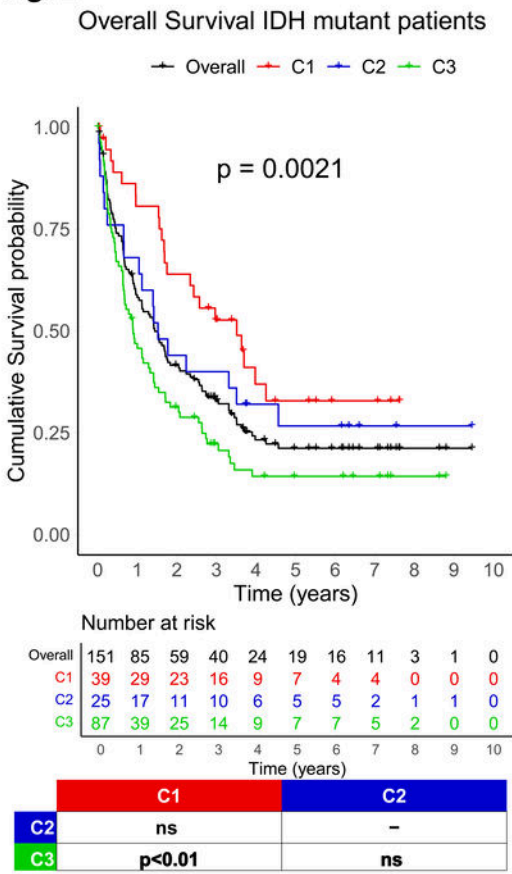 Overall Survival IDH mutant patients
Overall C1 C2 C3
p = 0.0021
Cumulative Survival probability
1.00
0.75
0.50
0.25
0.00
0 1 2 3 4 5 6 7 8 9 10
Time (years)
Number at risk
Overall 151 85 59 40 24 19 16 11 3 1 0
C1 39 29 23 16 9 7 4 4 0 0 0
C2 25 17 11 10 6 5 5 2 1 1 0
C3 87 39 25 14 9 7 7 5 2 0 0
0 1 2 3 4 5 6 7 8 9 10
Time (years)
C1 C2
C2 ns –
C3 p<0.01 ns